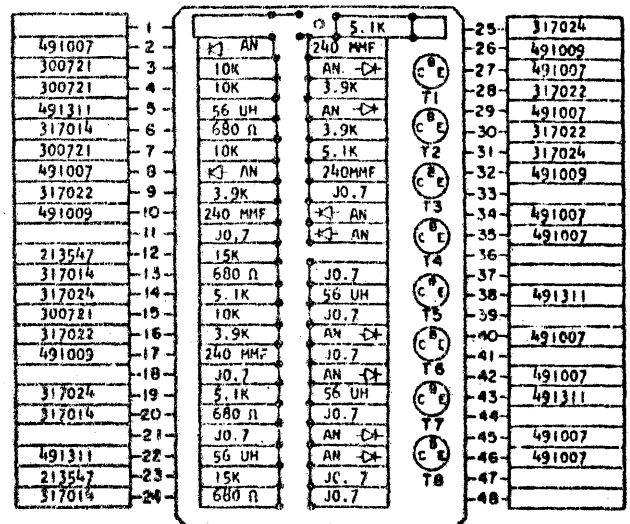 1 5.1K 25 317024
491007 2 AN 240 MMF 26 491009
300721 3 10K AN 27 491007
300721 4 10K 3.9K 28 317022
491311 5 56 UH AN 29 491007
317014 6 680 Ω 3.9K 30 317022
300721 7 10K 5.1K 31 317024
491007 8 AN 240MMF 32 491009
317022 9 3.9K J0.7 33
491009 10 240 MMF AN 34 491007
11 J0.7 AN 35 491007
213547 12 15K 36
317014 13 680 Ω J0.7 37
317024 14 5.1K 56 UH 38 491311
300721 15 10K J0.7 39
317022 16 3.9K AN 40 491007
491009 17 240 MMF J0.7 41
18 J0.7 AN 42 491007
317024 19 5.1K 56 UH 43 491311
317014 20 680 Ω J0.7 44
21 J0.7 AN 45 491007
491311 22 56 UH AN 46 491007
213547 23 15K J0.7 47
317014 24 680 Ω J0.7 48
C B E
T1
C B E
T2
C B E
T3
C B E
T4
C B E
T5
C B E
T6
C B E
T7
C B E
T8